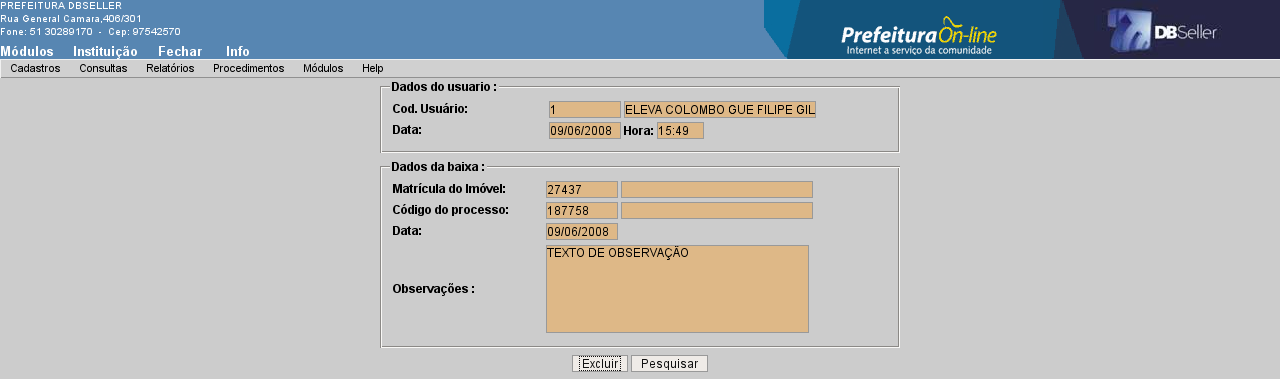 PREFEITURA DBSELLER
Rua General Camara,406/301
Fone: 51 30289170 - Cep: 97542570
Módulos Instituição Fechar Info
PrefeituraOn-line
Internet a serviço da comunidade
DBSeller
Cadastros Consultas Relatórios Procedimentos Módulos Help
Dados do usuario :
Cod. Usuário: 1 ELEVA COLOMBO GUE FILIPE GIL
Data: 09/06/2008 Hora: 15:49
Dados da baixa :
Matrícula do Imóvel: 27437
Código do processo: 187758
Data: 09/06/2008
Observações : TEXTO DE OBSERVAÇÃO
Excluir Pesquisar